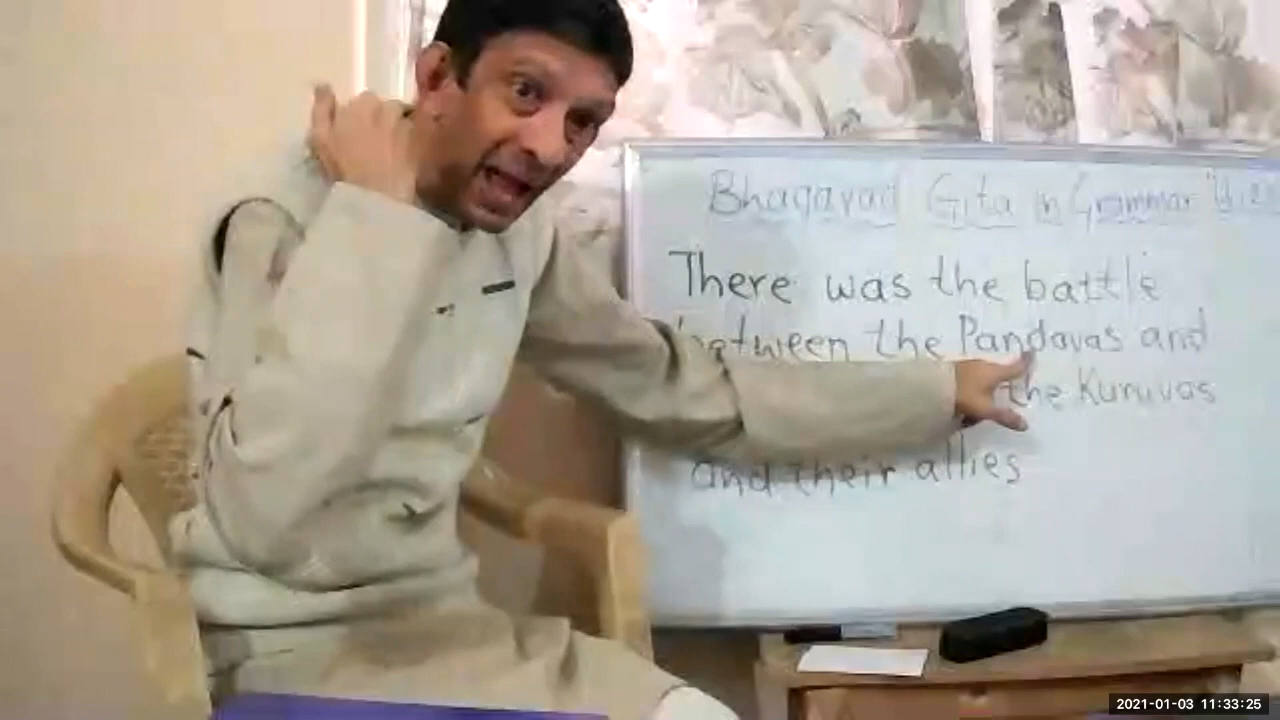 Bhagavad Gita in Grammar
There was the battle
between the Pandavas and
the Kuruvas
and their allies
2021-01-03 11:33:25